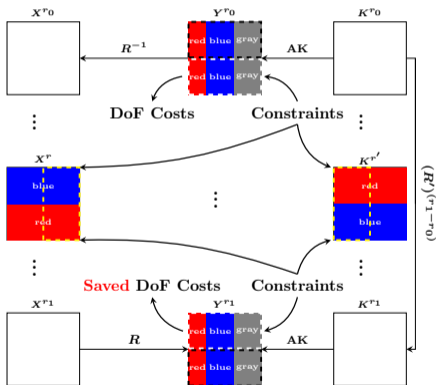 X^{r_0} Y^{r_0} K^{r_0}
R^{-1} red blue gray AK
red blue gray
DoF Costs Constraints
⋮ ⋮
X^r K^{r'}
blue red
red blue
⋮
(R')^{(r_1-r_0)}
⋮ ⋮
Saved DoF Costs Constraints
X^{r_1} Y^{r_1} K^{r_1}
R red blue gray AK
red blue gray